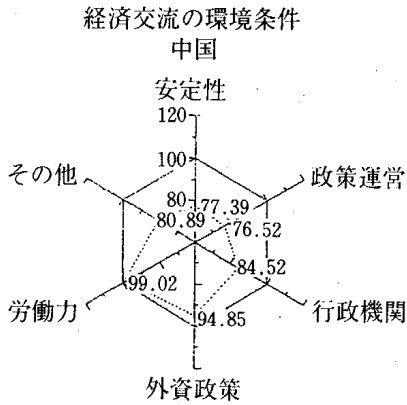 経済交流の環境条件
中国
安定性
120
100
80
その他
政策運営
77.39
80.89
76.52
84.52
99.02
94.85
労働力
行政機関
外資政策